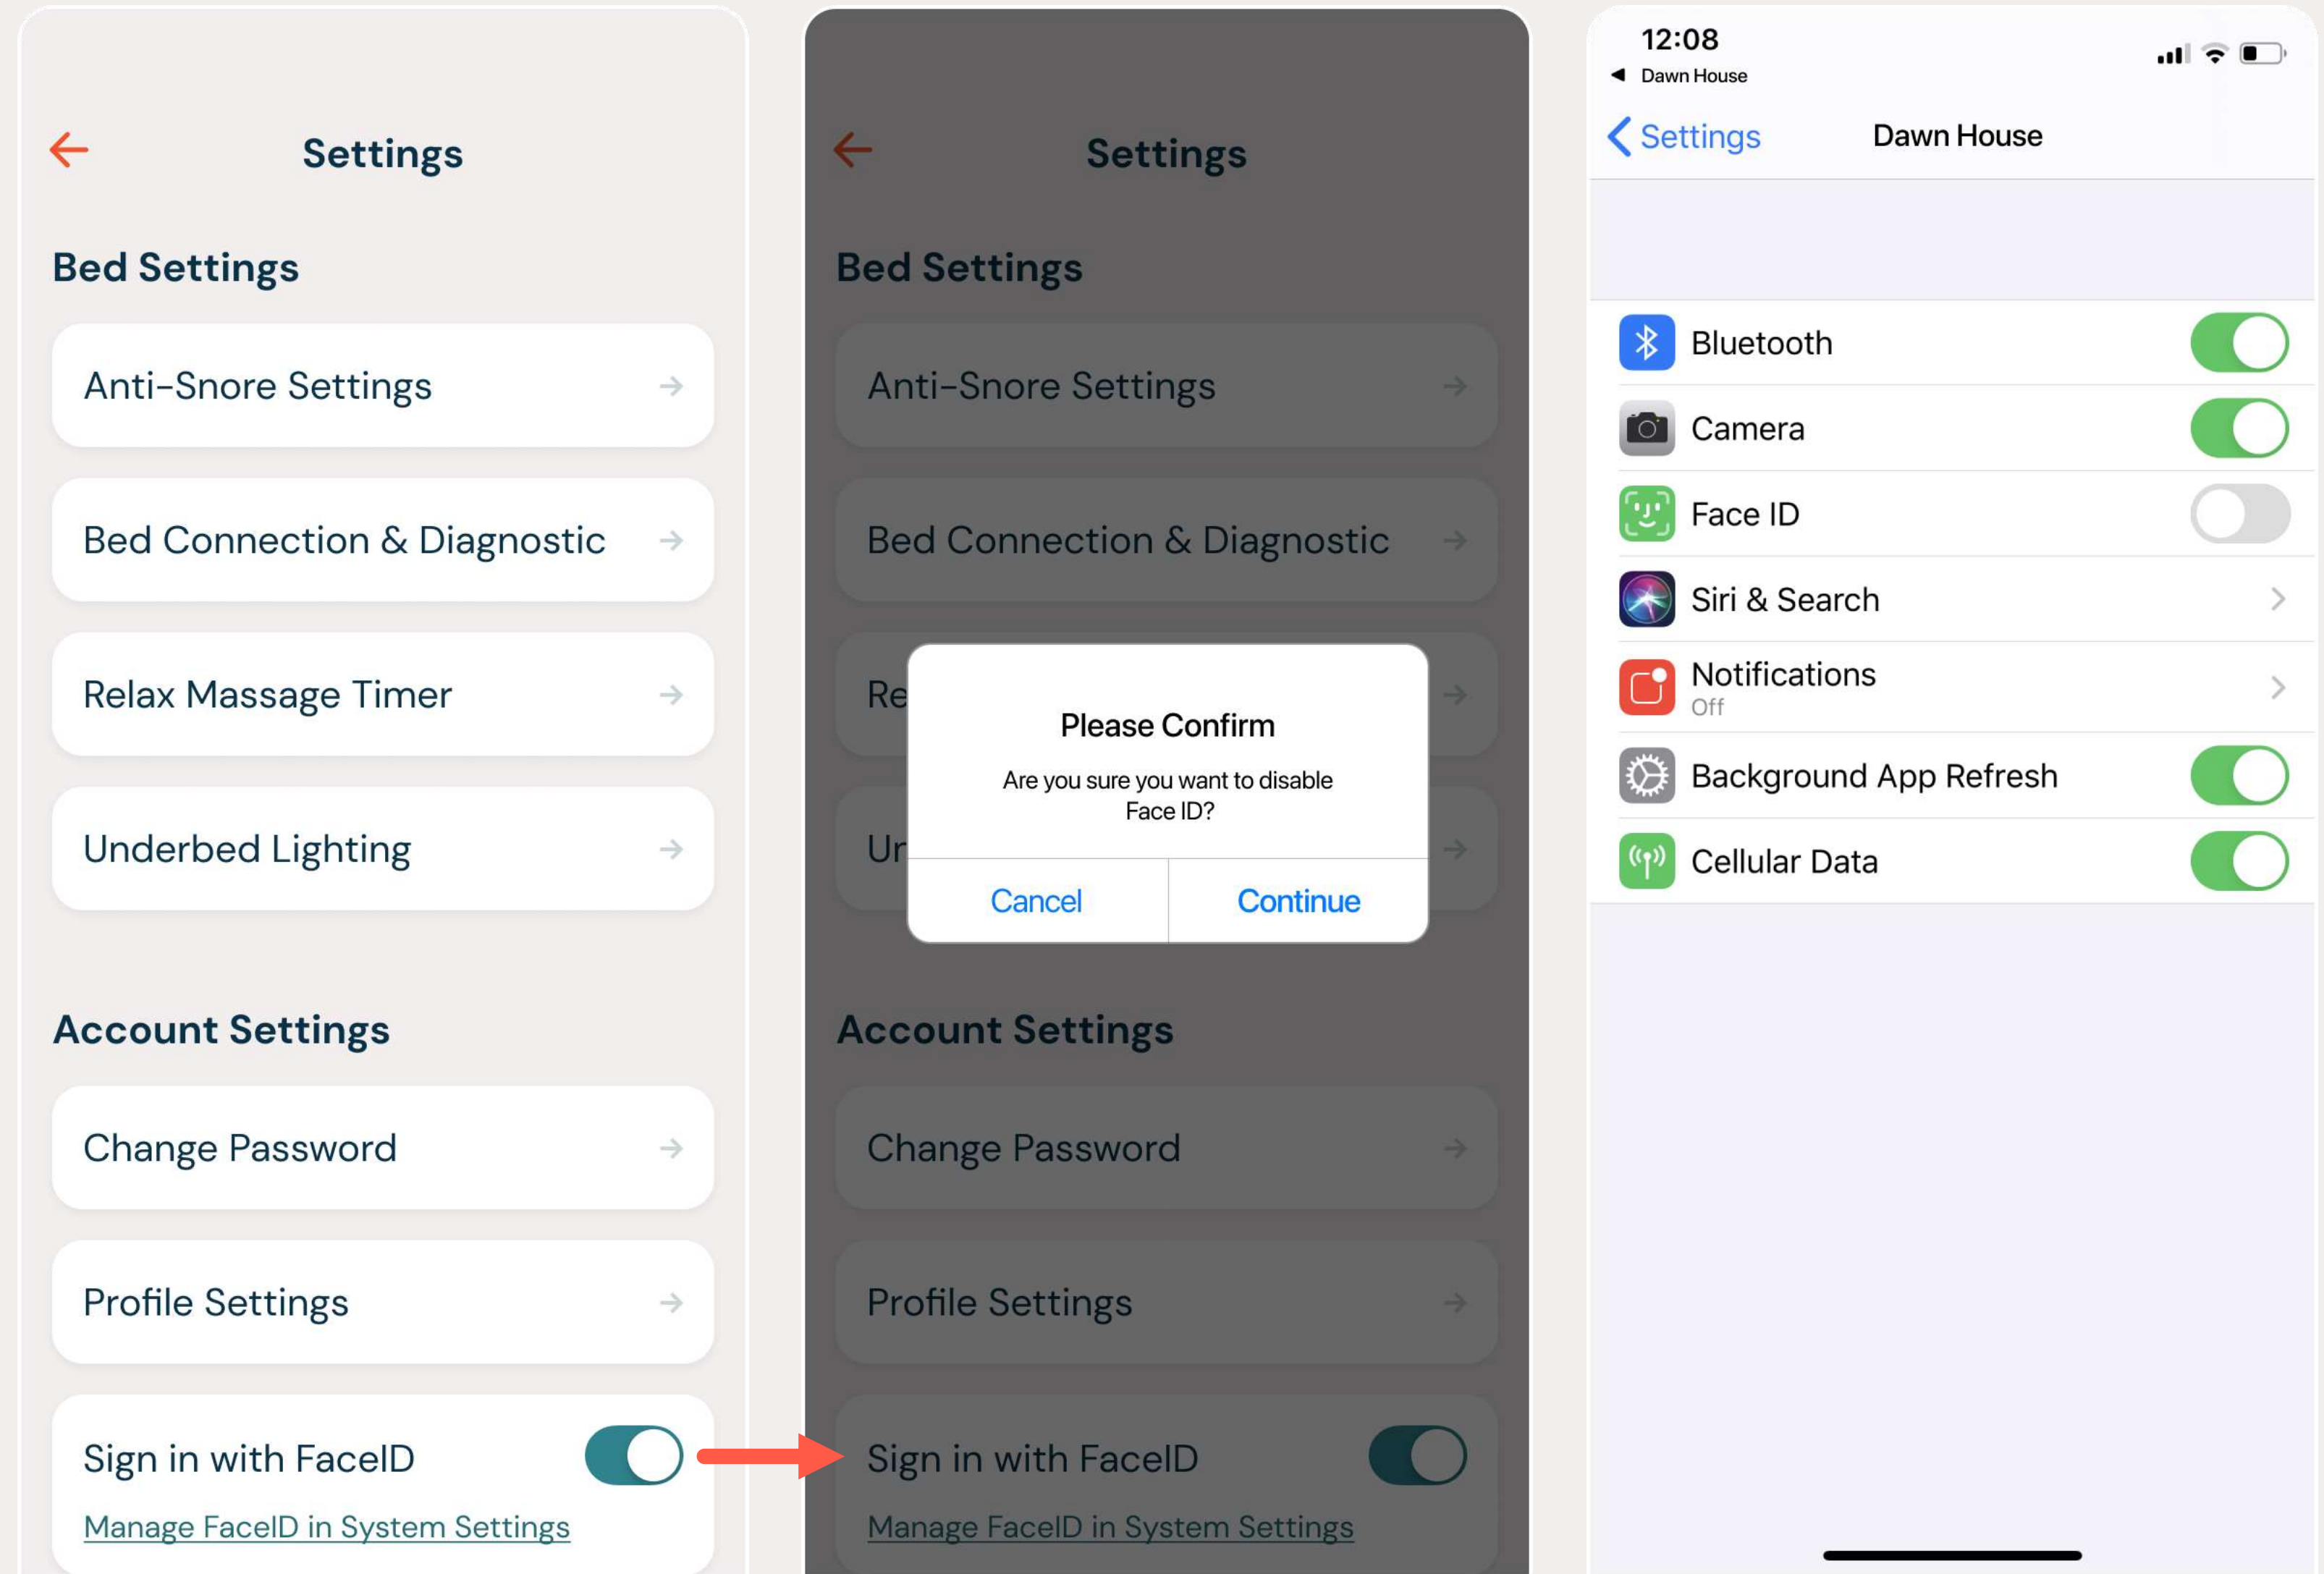 Settings
Bed Settings
Anti-Snore Settings
Bed Connection & Diagnostic
Relax Massage Timer
Underbed Lighting
Account Settings
Change Password
Profile Settings
Sign in with FaceID
Manage FaceID in System Settings
Settings
Bed Settings
Anti-Snore Settings
Bed Connection & Diagnostic
Re
Please Confirm
Are you sure you want to disable
Face ID?
Un
Cancel
Continue
Account Settings
Change Password
Profile Settings
Sign in with FaceID
Manage FaceID in System Settings
12:08
Dawn House
Settings
Dawn House
Bluetooth
Camera
Face ID
Siri & Search
Notifications
Off
Background App Refresh
Cellular Data